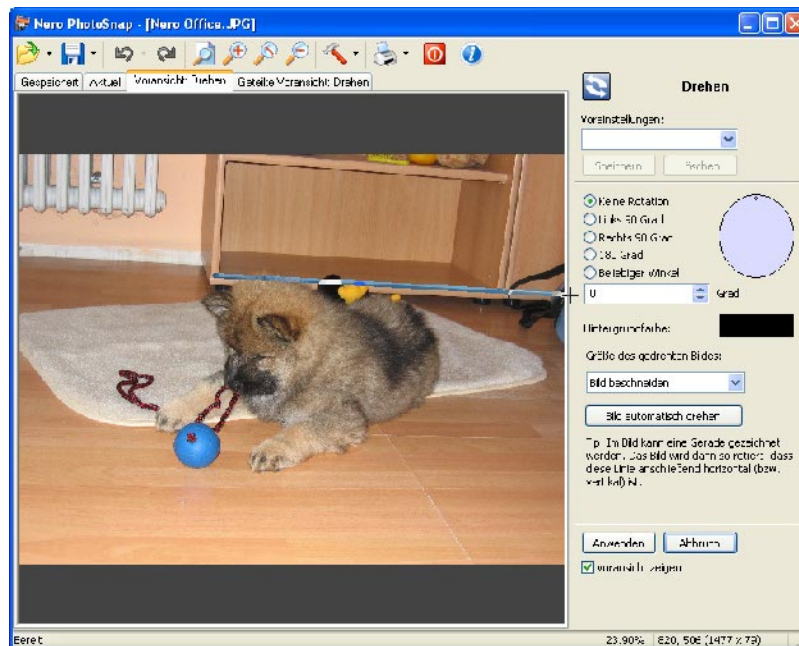 Nero PhotoSnap - [Nero Office.JPG]
Gespeichert Aktuell Voransicht: Drehen Geteilte Voransicht: Drehen
Drehen
Voreinstellungen:
Speichern Löschen
Keine Rotation
Links 90 Grad
Rechts 90 Grad
180 Grad
Beliebiger Winkel
0 Grad
Hintergrundfarbe:
Größe des gedrehten Bildes:
Bild beschneiden
Bild automatisch drehen
Tip: Im Bild kann eine Gerade gezeichnet
werden. Das Bild wird dann so rotiert dass
diese Linie anschließend horizontal (bzw.
vertikal) ist.
Anwenden Abbruch
Voransicht zeigen
Bereit 23.90% 820, 506 (1477 x 79)